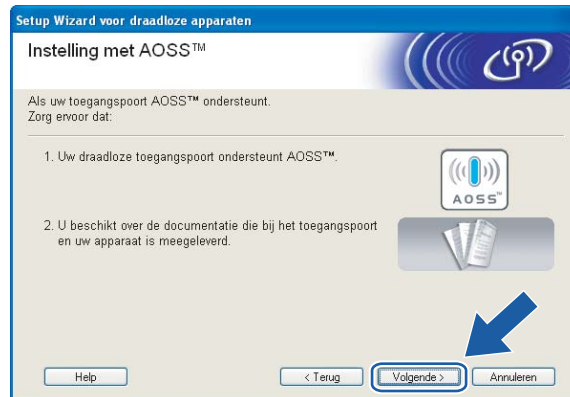 Setup Wizard voor draadloze apparaten
Instelling met AOSS™
Als uw toegangspoort AOSS™ ondersteunt.
Zorg ervoor dat:
1. Uw draadloze toegangspoort ondersteunt AOSS™.
AOSS™
2. U beschikt over de documentatie die bij het toegangspoort
en uw apparaat is meegeleverd.
Help
< Terug
Volgende >
Annuleren